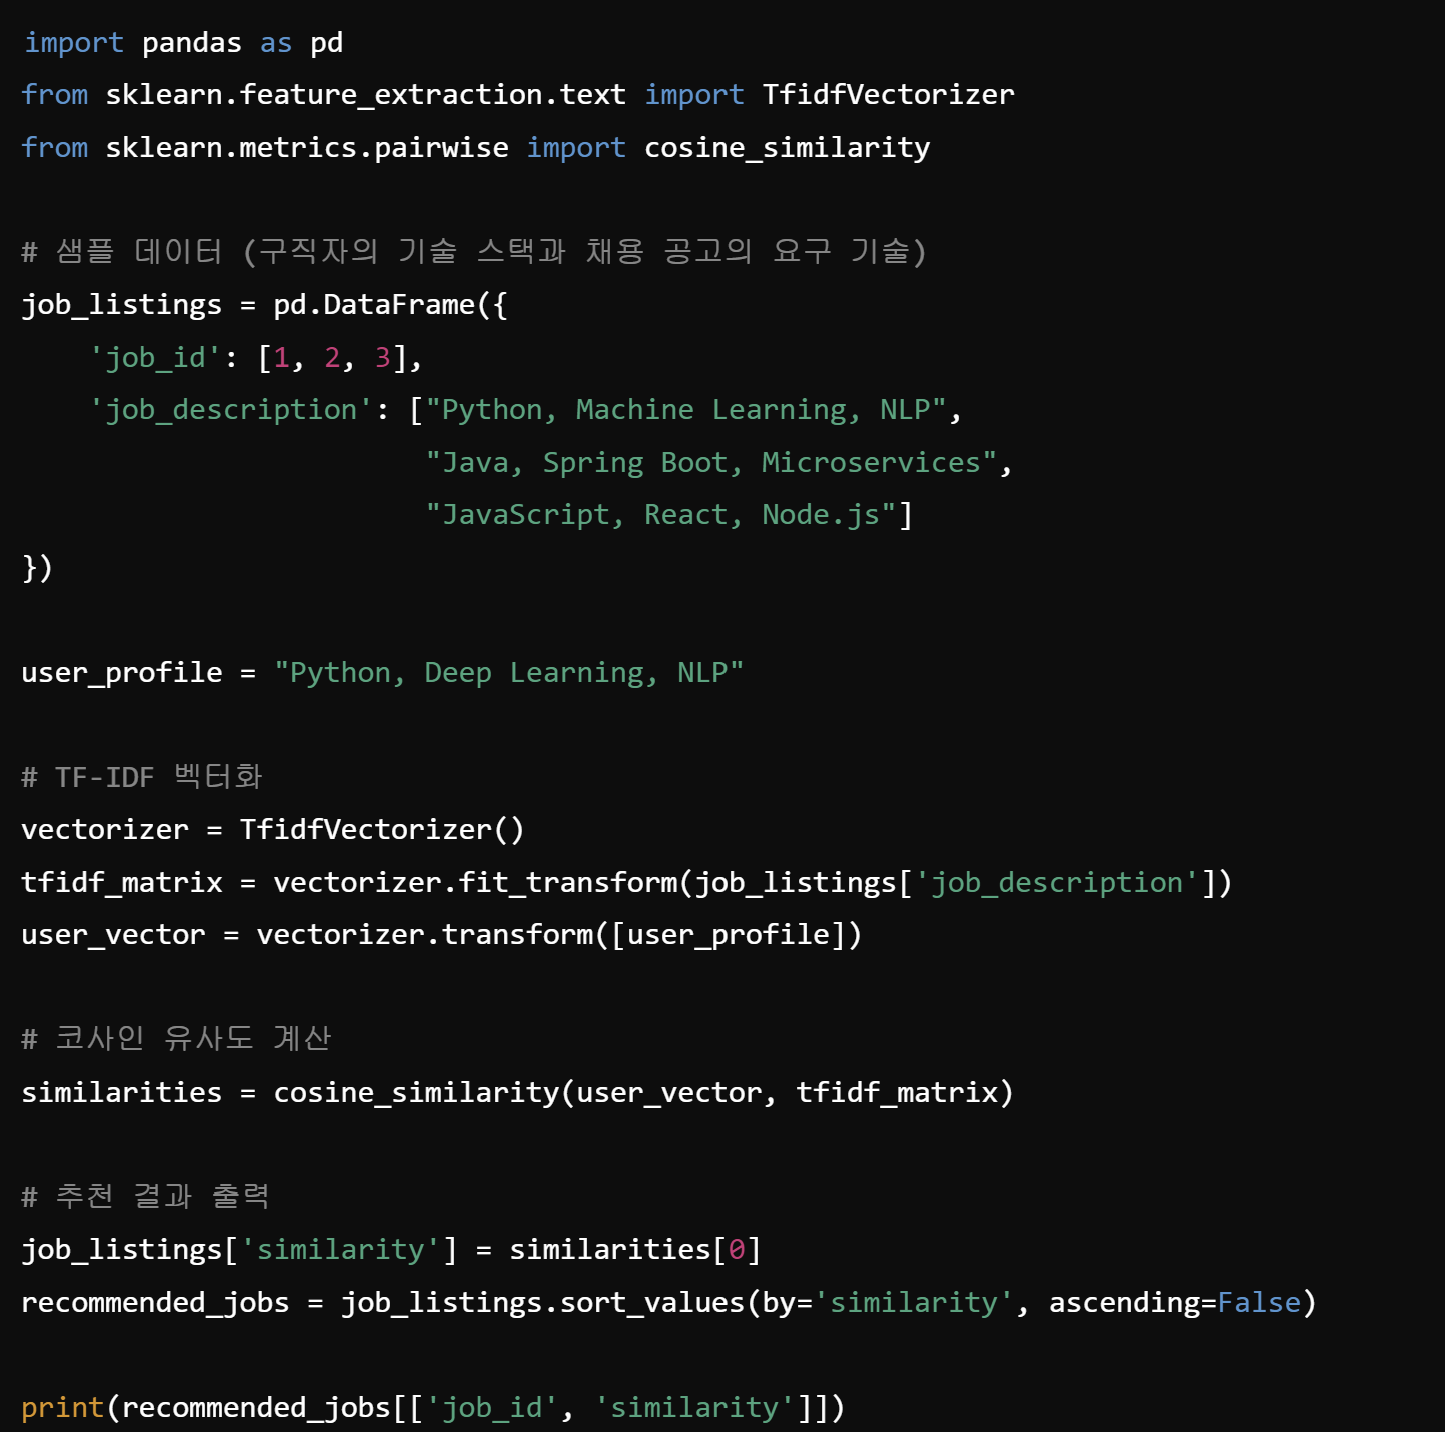 import pandas as pd
from sklearn.feature_extraction.text import TfidfVectorizer
from sklearn.metrics.pairwise import cosine_similarity

# 샘플 데이터 (구직자의 기술 스택과 채용 공고의 요구 기술)
job_listings = pd.DataFrame({
    'job_id': [1, 2, 3],
    'job_description': ["Python, Machine Learning, NLP",
                        "Java, Spring Boot, Microservices",
                        "JavaScript, React, Node.js"]
})

user_profile = "Python, Deep Learning, NLP"

# TF-IDF 벡터화
vectorizer = TfidfVectorizer()
tfidf_matrix = vectorizer.fit_transform(job_listings['job_description'])
user_vector = vectorizer.transform([user_profile])

# 코사인 유사도 계산
similarities = cosine_similarity(user_vector, tfidf_matrix)

# 추천 결과 출력
job_listings['similarity'] = similarities[0]
recommended_jobs = job_listings.sort_values(by='similarity', ascending=False)

print(recommended_jobs[['job_id', 'similarity']])